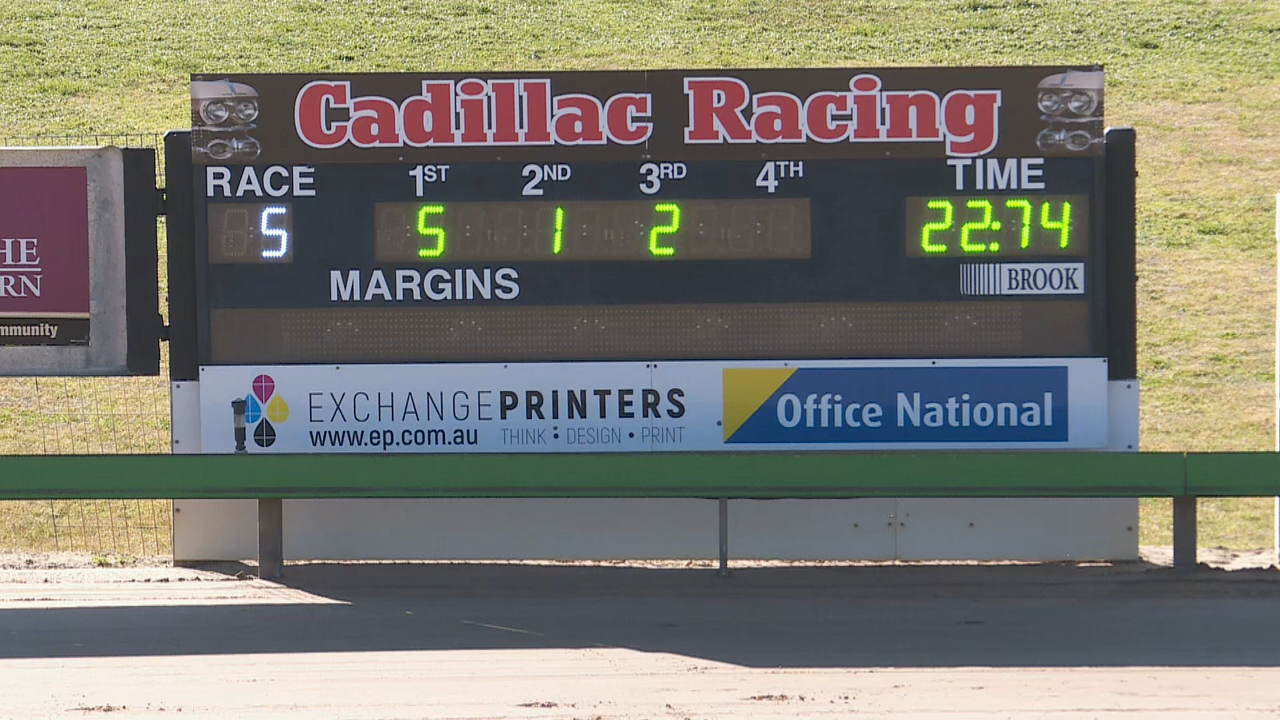 Cadillac Racing
RACE 1ST 2ND 3RD 4TH TIME
5 5 1 2 22:74
MARGINS
BROOK
HE
RN
mmunity
EXCHANGEPRINTERS
www.ep.com.au THINK • DESIGN • PRINT
Office National